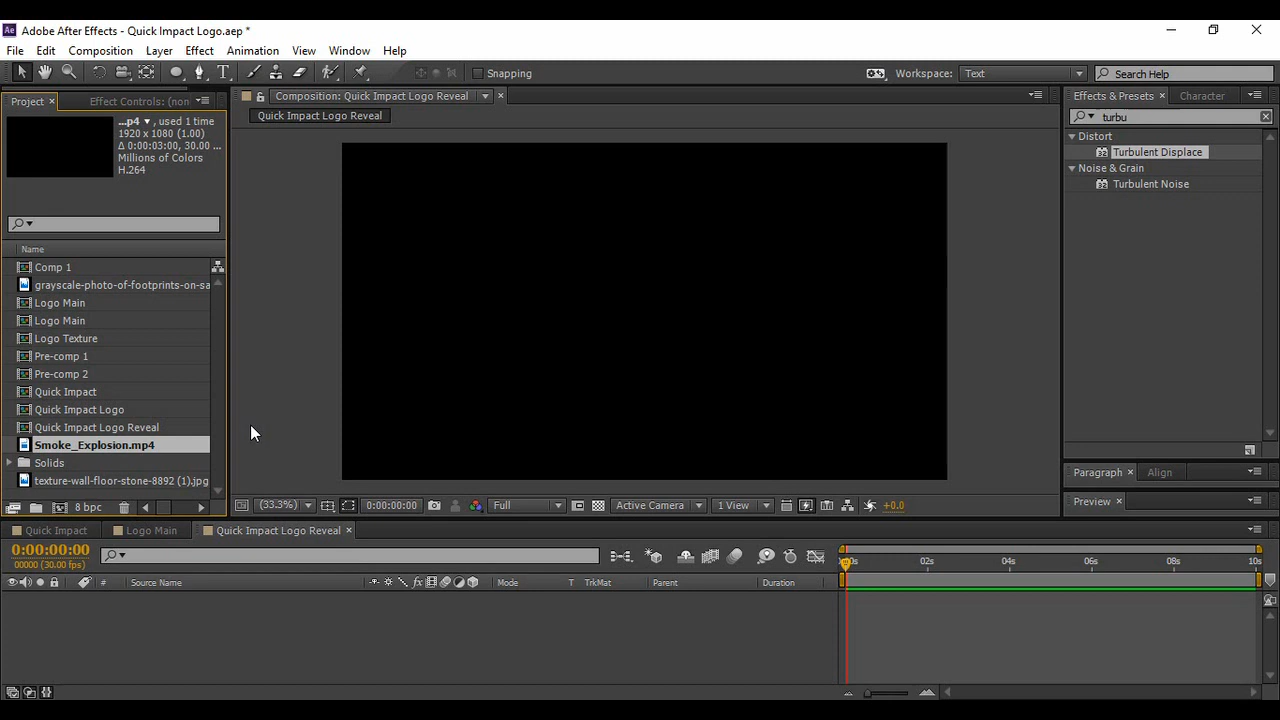 Ae Adobe After Effects - Quick Impact Logo.aep *
File Edit Composition Layer Effect Animation View Window Help
T Snapping Workspace: Text Search Help
Project × Effect Controls: (non Composition: Quick Impact Logo Reveal × Effects & Presets × Character
Quick Impact Logo Reveal
turbu
...p4 ▼, used 1 time
1920 x 1080 (1.00)
Δ 0:00:03:00, 30.00 ...
Millions of Colors
H.264
Distort
Turbulent Displace
Noise & Grain
Turbulent Noise
Name
Comp 1
grayscale-photo-of-footprints-on-sa
Logo Main
Logo Main
Logo Texture
Pre-comp 1
Pre-comp 2
Quick Impact
Quick Impact Logo
Quick Impact Logo Reveal
Smoke_Explosion.mp4
Solids
texture-wall-floor-stone-8892 (1).jpg
Paragraph × Align
Preview ×
8 bpc (33.3%) 0:00:00:00 Full Active Camera 1 View +0.0
Quick Impact Logo Main Quick Impact Logo Reveal ×
0:00:00:00
00000 (30.00 fps)
02s 04s 06s 08s 10s
# Source Name fx Mode T TrkMat Parent Duration